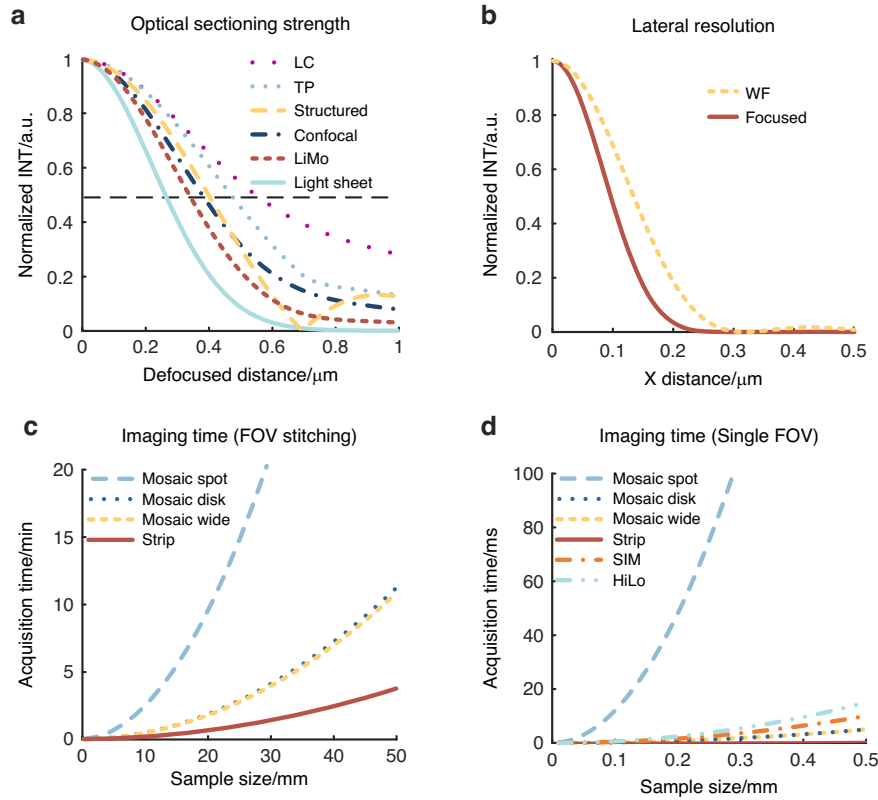 a
Optical sectioning strength
Normalized INT/a.u.
1
0.8
0.6
0.4
0.2
0
0
0.2
0.4
0.6
0.8
1
Defocused distance/μm
LC
TP
Structured
Confocal
LiMo
Light sheet
b
Lateral resolution
Normalized INT/a.u.
1
0.8
0.6
0.4
0.2
0
0
0.1
0.2
0.3
0.4
0.5
X distance/μm
WF
Focused
c
Imaging time (FOV stitching)
Acquisition time/min
20
15
10
5
0
0
10
20
30
40
50
Sample size/mm
Mosaic spot
Mosaic disk
Mosaic wide
Strip
d
Imaging time (Single FOV)
Acquisition time/ms
100
80
60
40
20
0
0
0.1
0.2
0.3
0.4
0.5
Sample size/mm
Mosaic spot
Mosaic disk
Mosaic wide
Strip
SIM
HiLo